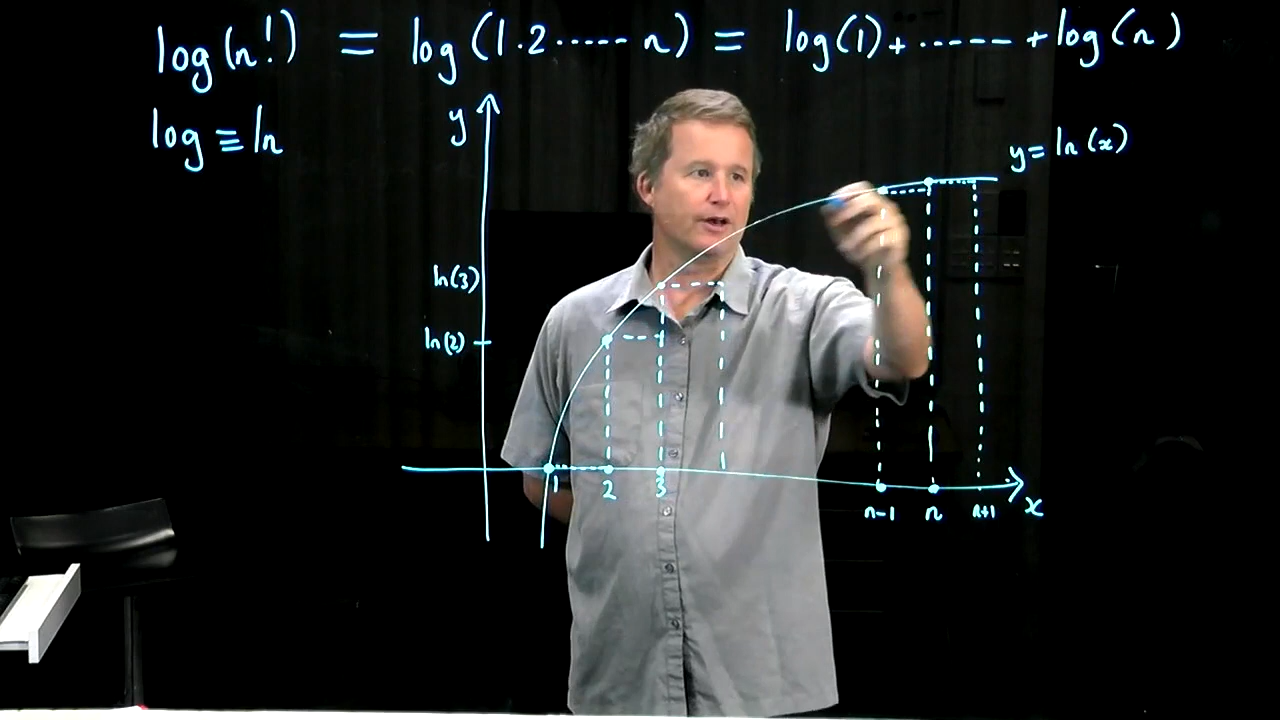 log(n!) = log(1·2····· n) = log(1)+ ······ +log(n)
log ≡ ln
y
y = ln(x)
ln(3)
ln(2)
1 2 3
n-1 n n+1 x